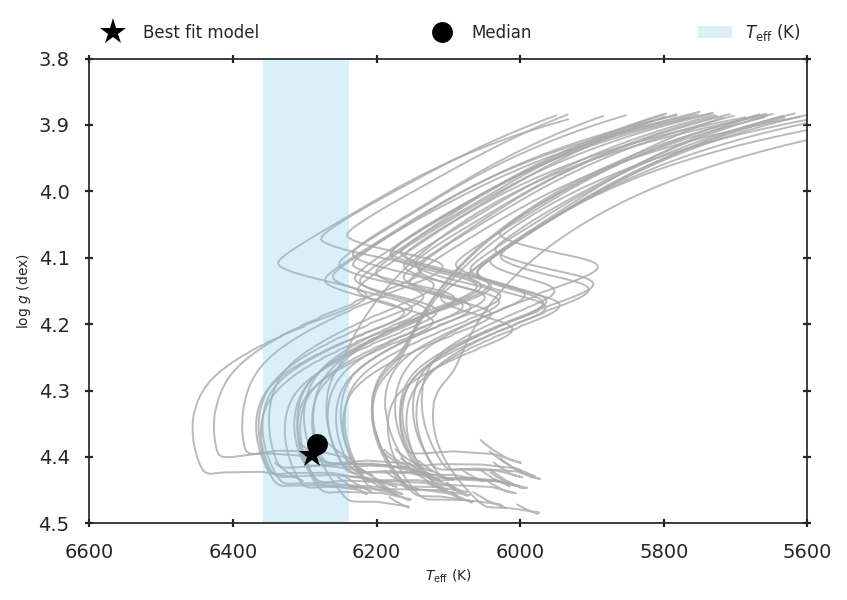 Best fit model Median T_eff (K)
3.8
3.9
4.0
4.1
4.2
4.3
4.4
4.5
log g (dex)
6600 6400 6200 6000 5800 5600
T_eff (K)